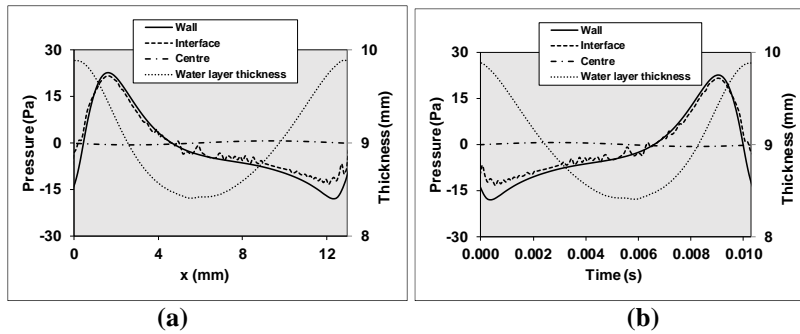 Wall
Interface
Centre
Water layer thickness
30
15
0
-15
-30
Pressure(Pa)
10
9
8
Thickness (mm)
0
4
8
12
x (mm)
(a)
Wall
Interface
Centre
Water layer thickness
30
15
0
-15
-30
Pressure (Pa)
10
9
8
Thickness (mm)
0.000
0.002
0.004
0.006
0.008
0.010
Time (s)
(b)